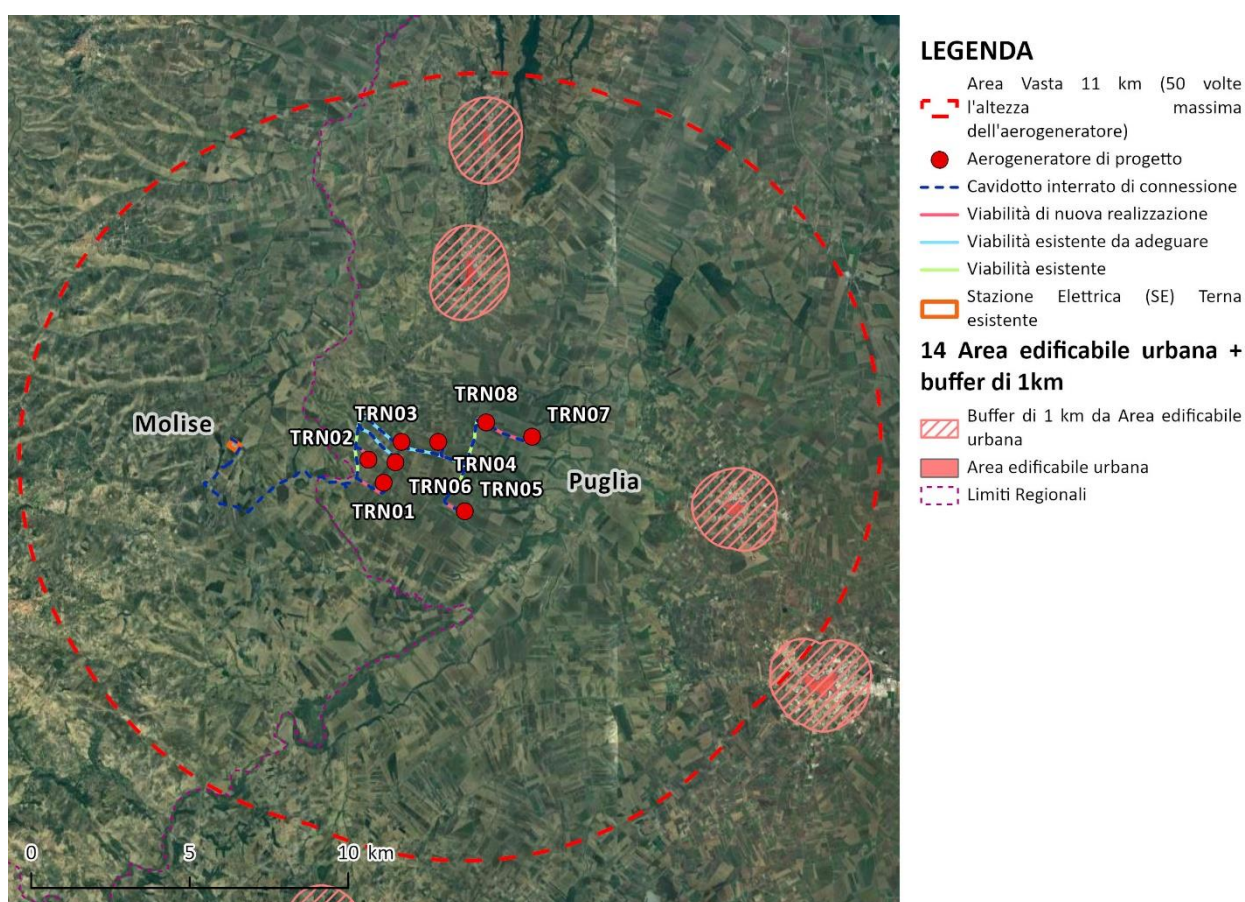 LEGENDA
Area Vasta 11 km (50 volte
l'altezza massima
dell'aerogeneratore)
Aerogeneratore di progetto
Cavidotto interrato di connessione
Viabilità di nuova realizzazione
Viabilità esistente da adeguare
Viabilità esistente
Stazione Elettrica (SE) Terna
esistente
14 Area edificabile urbana +
buffer di 1km
Buffer di 1 km da Area edificabile
urbana
Area edificabile urbana
Limiti Regionali
TRN08
TRN03
TRN07
Molise
TRN02
TRN04
Puglia
TRN06
TRN05
TRN01
0 5 10 km